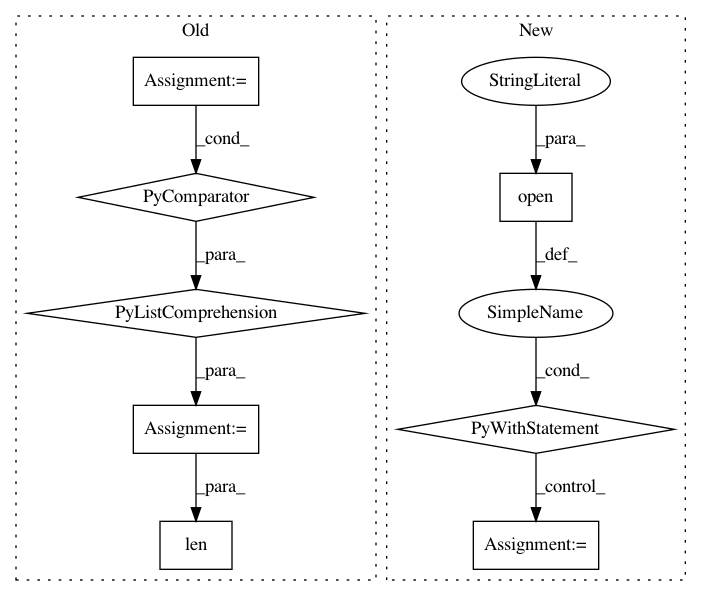 Old
New
Assignment:=
StringLiteral
_cond_
_para_
PyComparator
open
_para_
_def_
PyListComprehension
SimpleName
_para_
_cond_
Assignment:=
PyWithStatement
_para_
_control_
len
Assignment:=